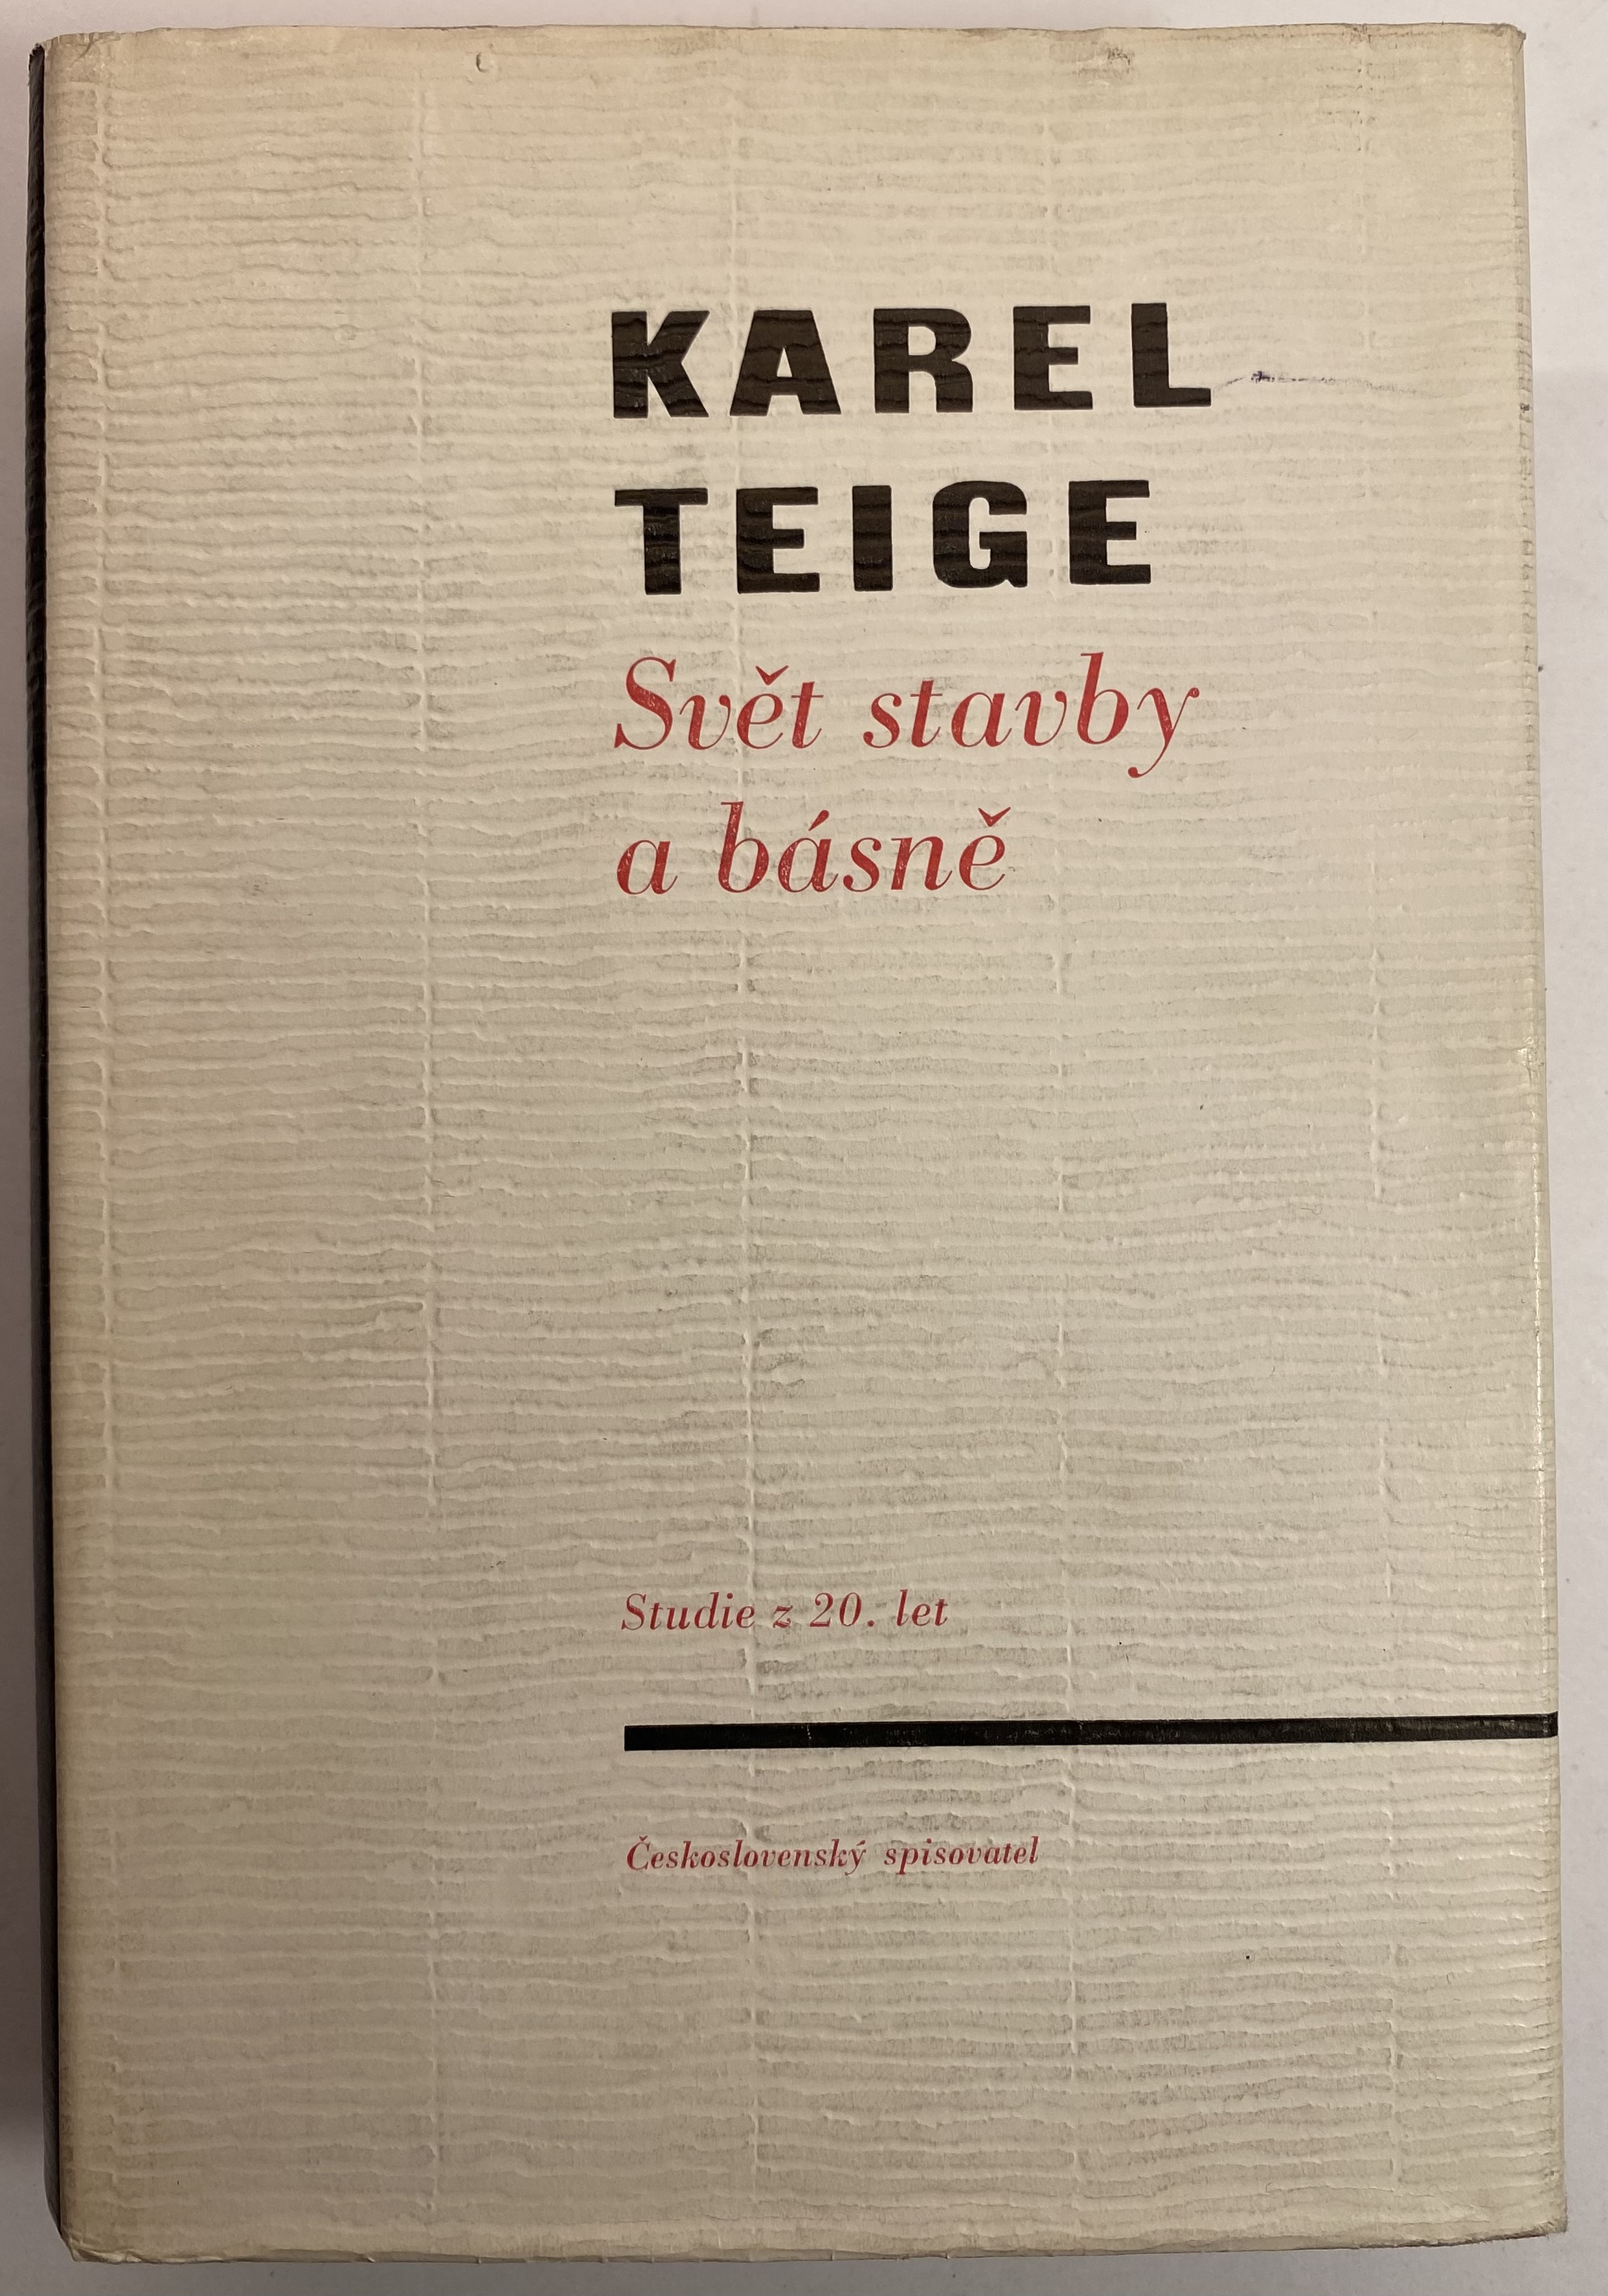 KAREL
TEIGE
Svět stavby
a básně
Studie z 20. let
Československý spisovatel